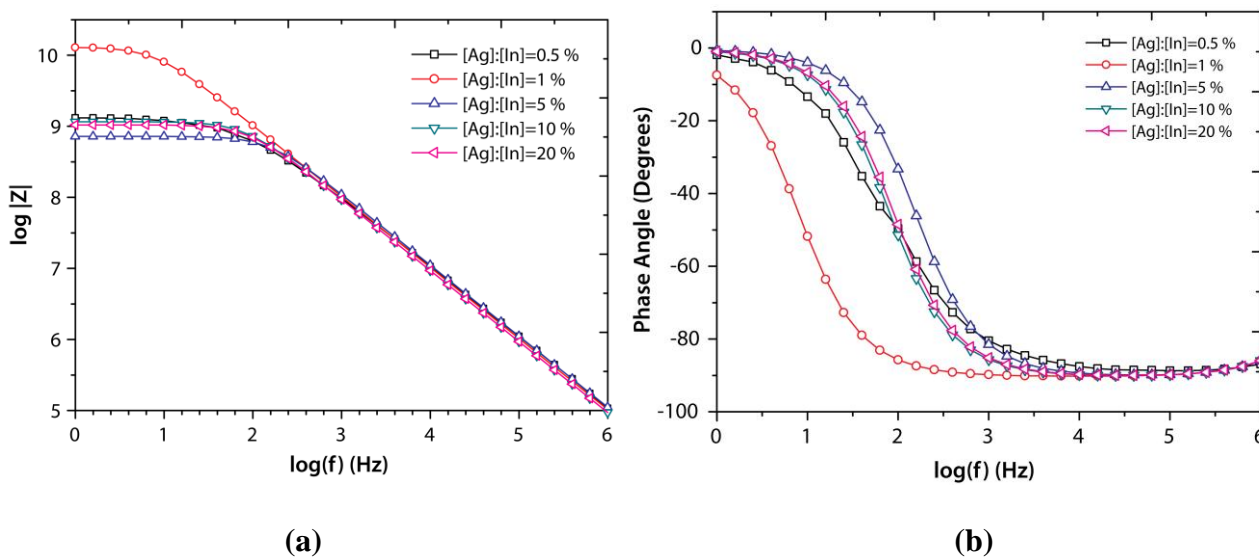 10
9
8
7
6
5
log |Z|
0
1
2
3
4
5
6
log(f) (Hz)
[Ag]:[In]=0.5 %
[Ag]:[In]=1 %
[Ag]:[In]=5 %
[Ag]:[In]=10 %
[Ag]:[In]=20 %
(a)
0
-20
-40
-60
-80
-100
Phase Angle (Degrees)
0
1
2
3
4
5
6
log(f) (Hz)
[Ag]:[In]=0.5 %
[Ag]:[In]=1 %
[Ag]:[In]=5 %
[Ag]:[In]=10 %
[Ag]:[In]=20 %
(b)